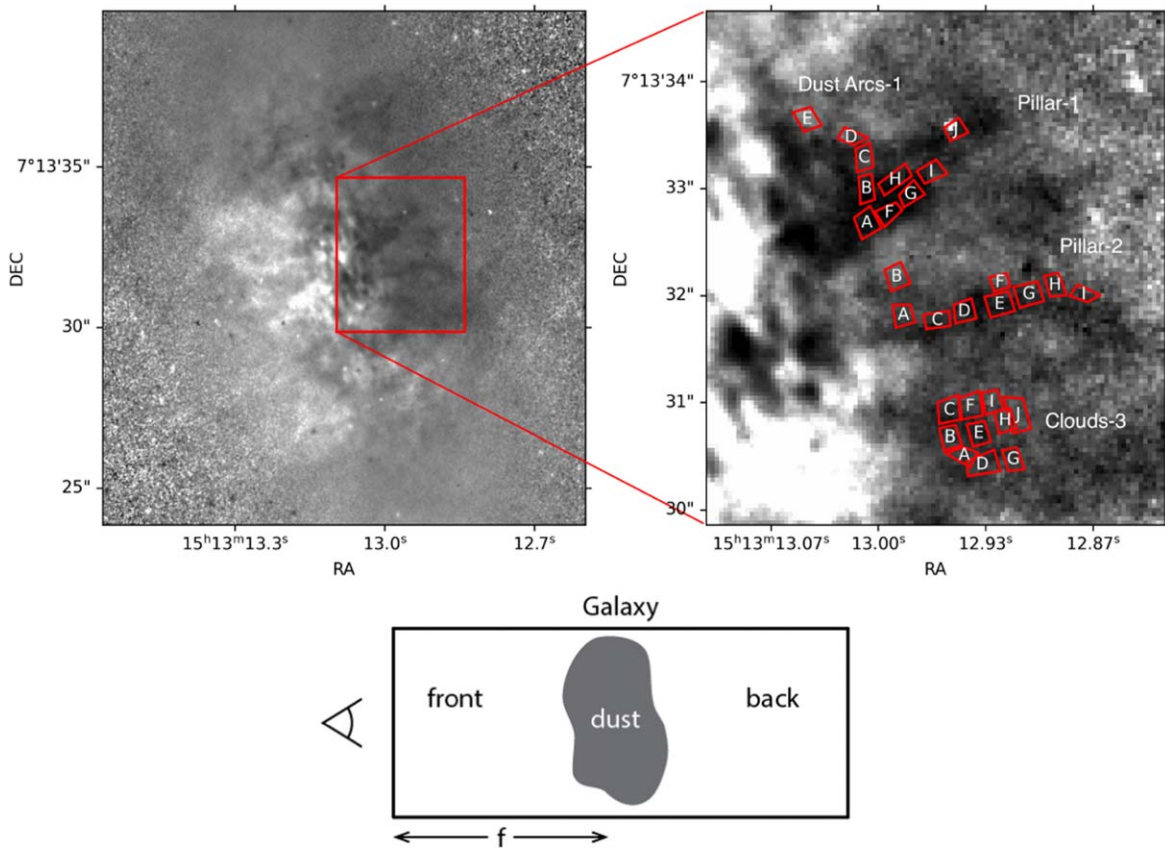 7°13'35"
30"
25"
DEC
15ʰ13ᵐ13.3ˢ
13.0ˢ
12.7ˢ
RA
7°13'34"
33"
32"
31"
30"
DEC
15ʰ13ᵐ13.07ˢ
13.00ˢ
12.93ˢ
12.87ˢ
RA
Dust Arcs-1
Pillar-1
E
D
J
C
H
I
B
G
F
A
Pillar-2
B
F
H
A
C
D
E
G
I
C
F
I
J
H
Clouds-3
B
E
A
D
G
Galaxy
front
dust
back
f